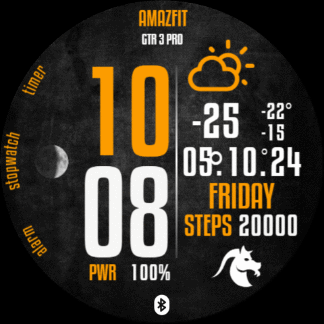 AMAZFIT
GTR 3 PRO
timer
stopwatch
alarm
10
08
PWR 100%
-25
-22°
-15
05.10.24
FRIDAY
STEPS 20000